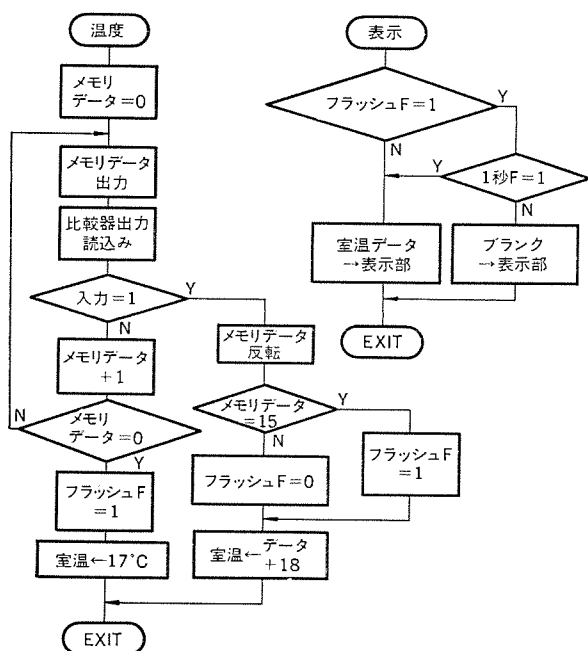 温度
メモリ
データ=0
メモリデータ
出力
比較器出力
読込み
入力=1
Y
N
メモリデータ
+1
メモリ
データ=0
N
Y
フラッシュF
=1
室温←17°C
EXIT
メモリデータ
反転
メモリデータ
=15
Y
N
フラッシュF=0
フラッシュF
=1
室温←データ
+18
表示
フラッシュF=1
Y
N
1秒F=1
Y
N
室温データ
→表示部
ブランク
→表示部
EXIT